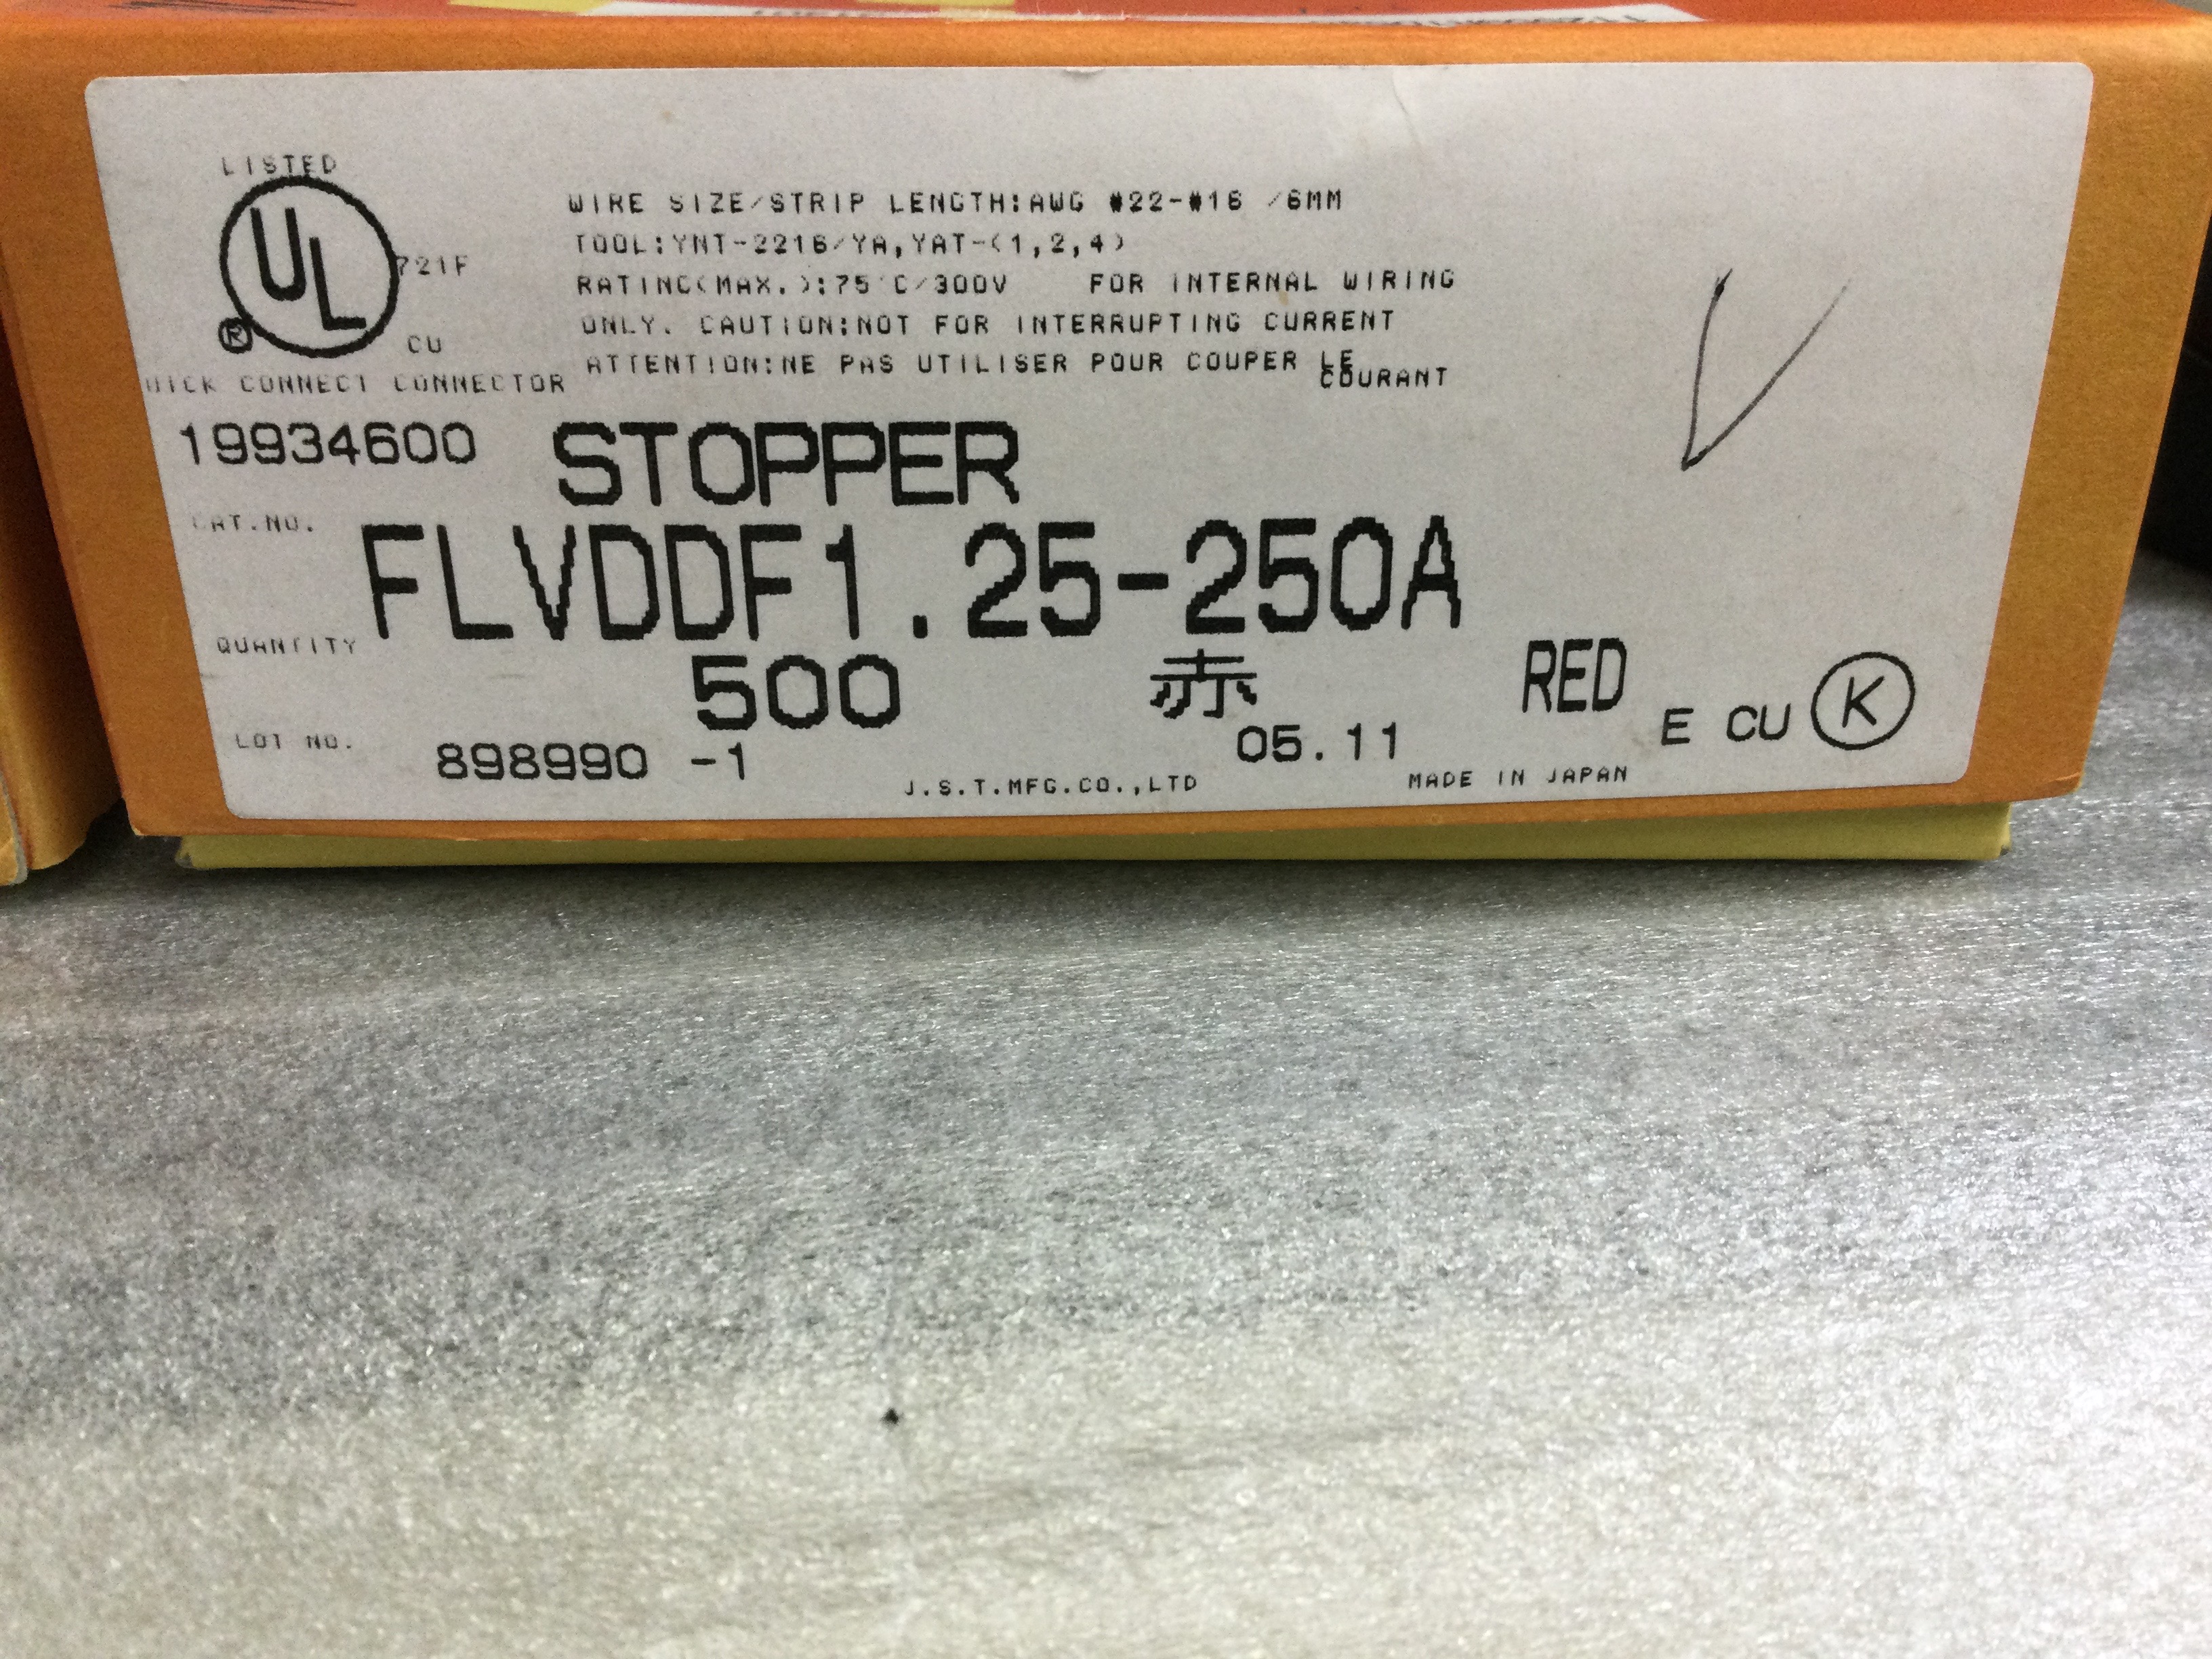 LISTED
UL
®
721F
CU
CONNECT CONNECTOR
WIRE SIZE/STRIP LENGTH:AWG #22-#16 /6MM
TOOL:YNT-2216/YA,YAT-(1,2,4)
RATING(MAX.):75°C/300V FOR INTERNAL WIRING
ONLY. CAUTION:NOT FOR INTERRUPTING CURRENT
ATTENTION:NE PAS UTILISER POUR COUPER LE
COURANT
19934600 STOPPER
CAT.NO.
FLVDDF1.25-250A
QUANTITY
500 赤 RED
E CU K
LOT NO.
898990 -1
05.11
J.S.T.MFG.CO.,LTD
MADE IN JAPAN